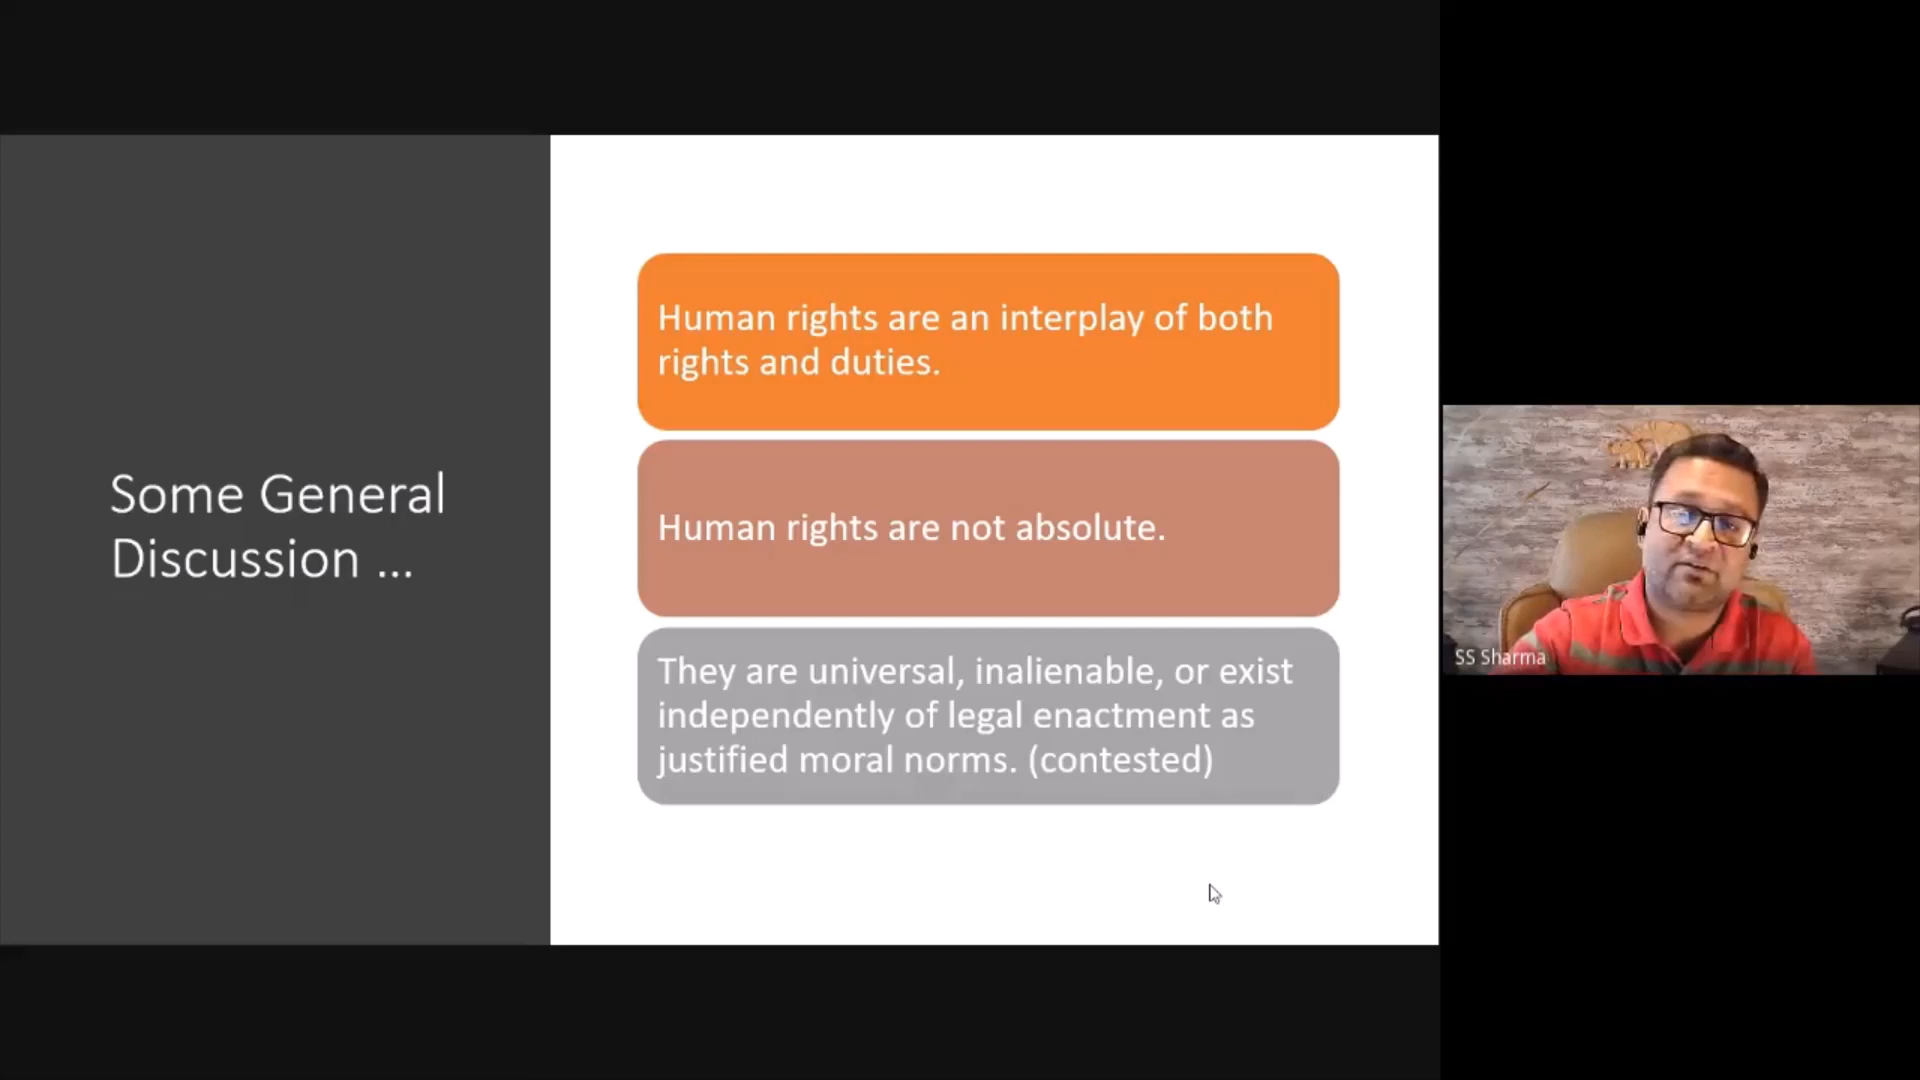 Some General
Discussion ...
Human rights are an interplay of both
rights and duties.
Human rights are not absolute.
They are universal, inalienable, or exist
independently of legal enactment as
justified moral norms. (contested)
SS Sharma